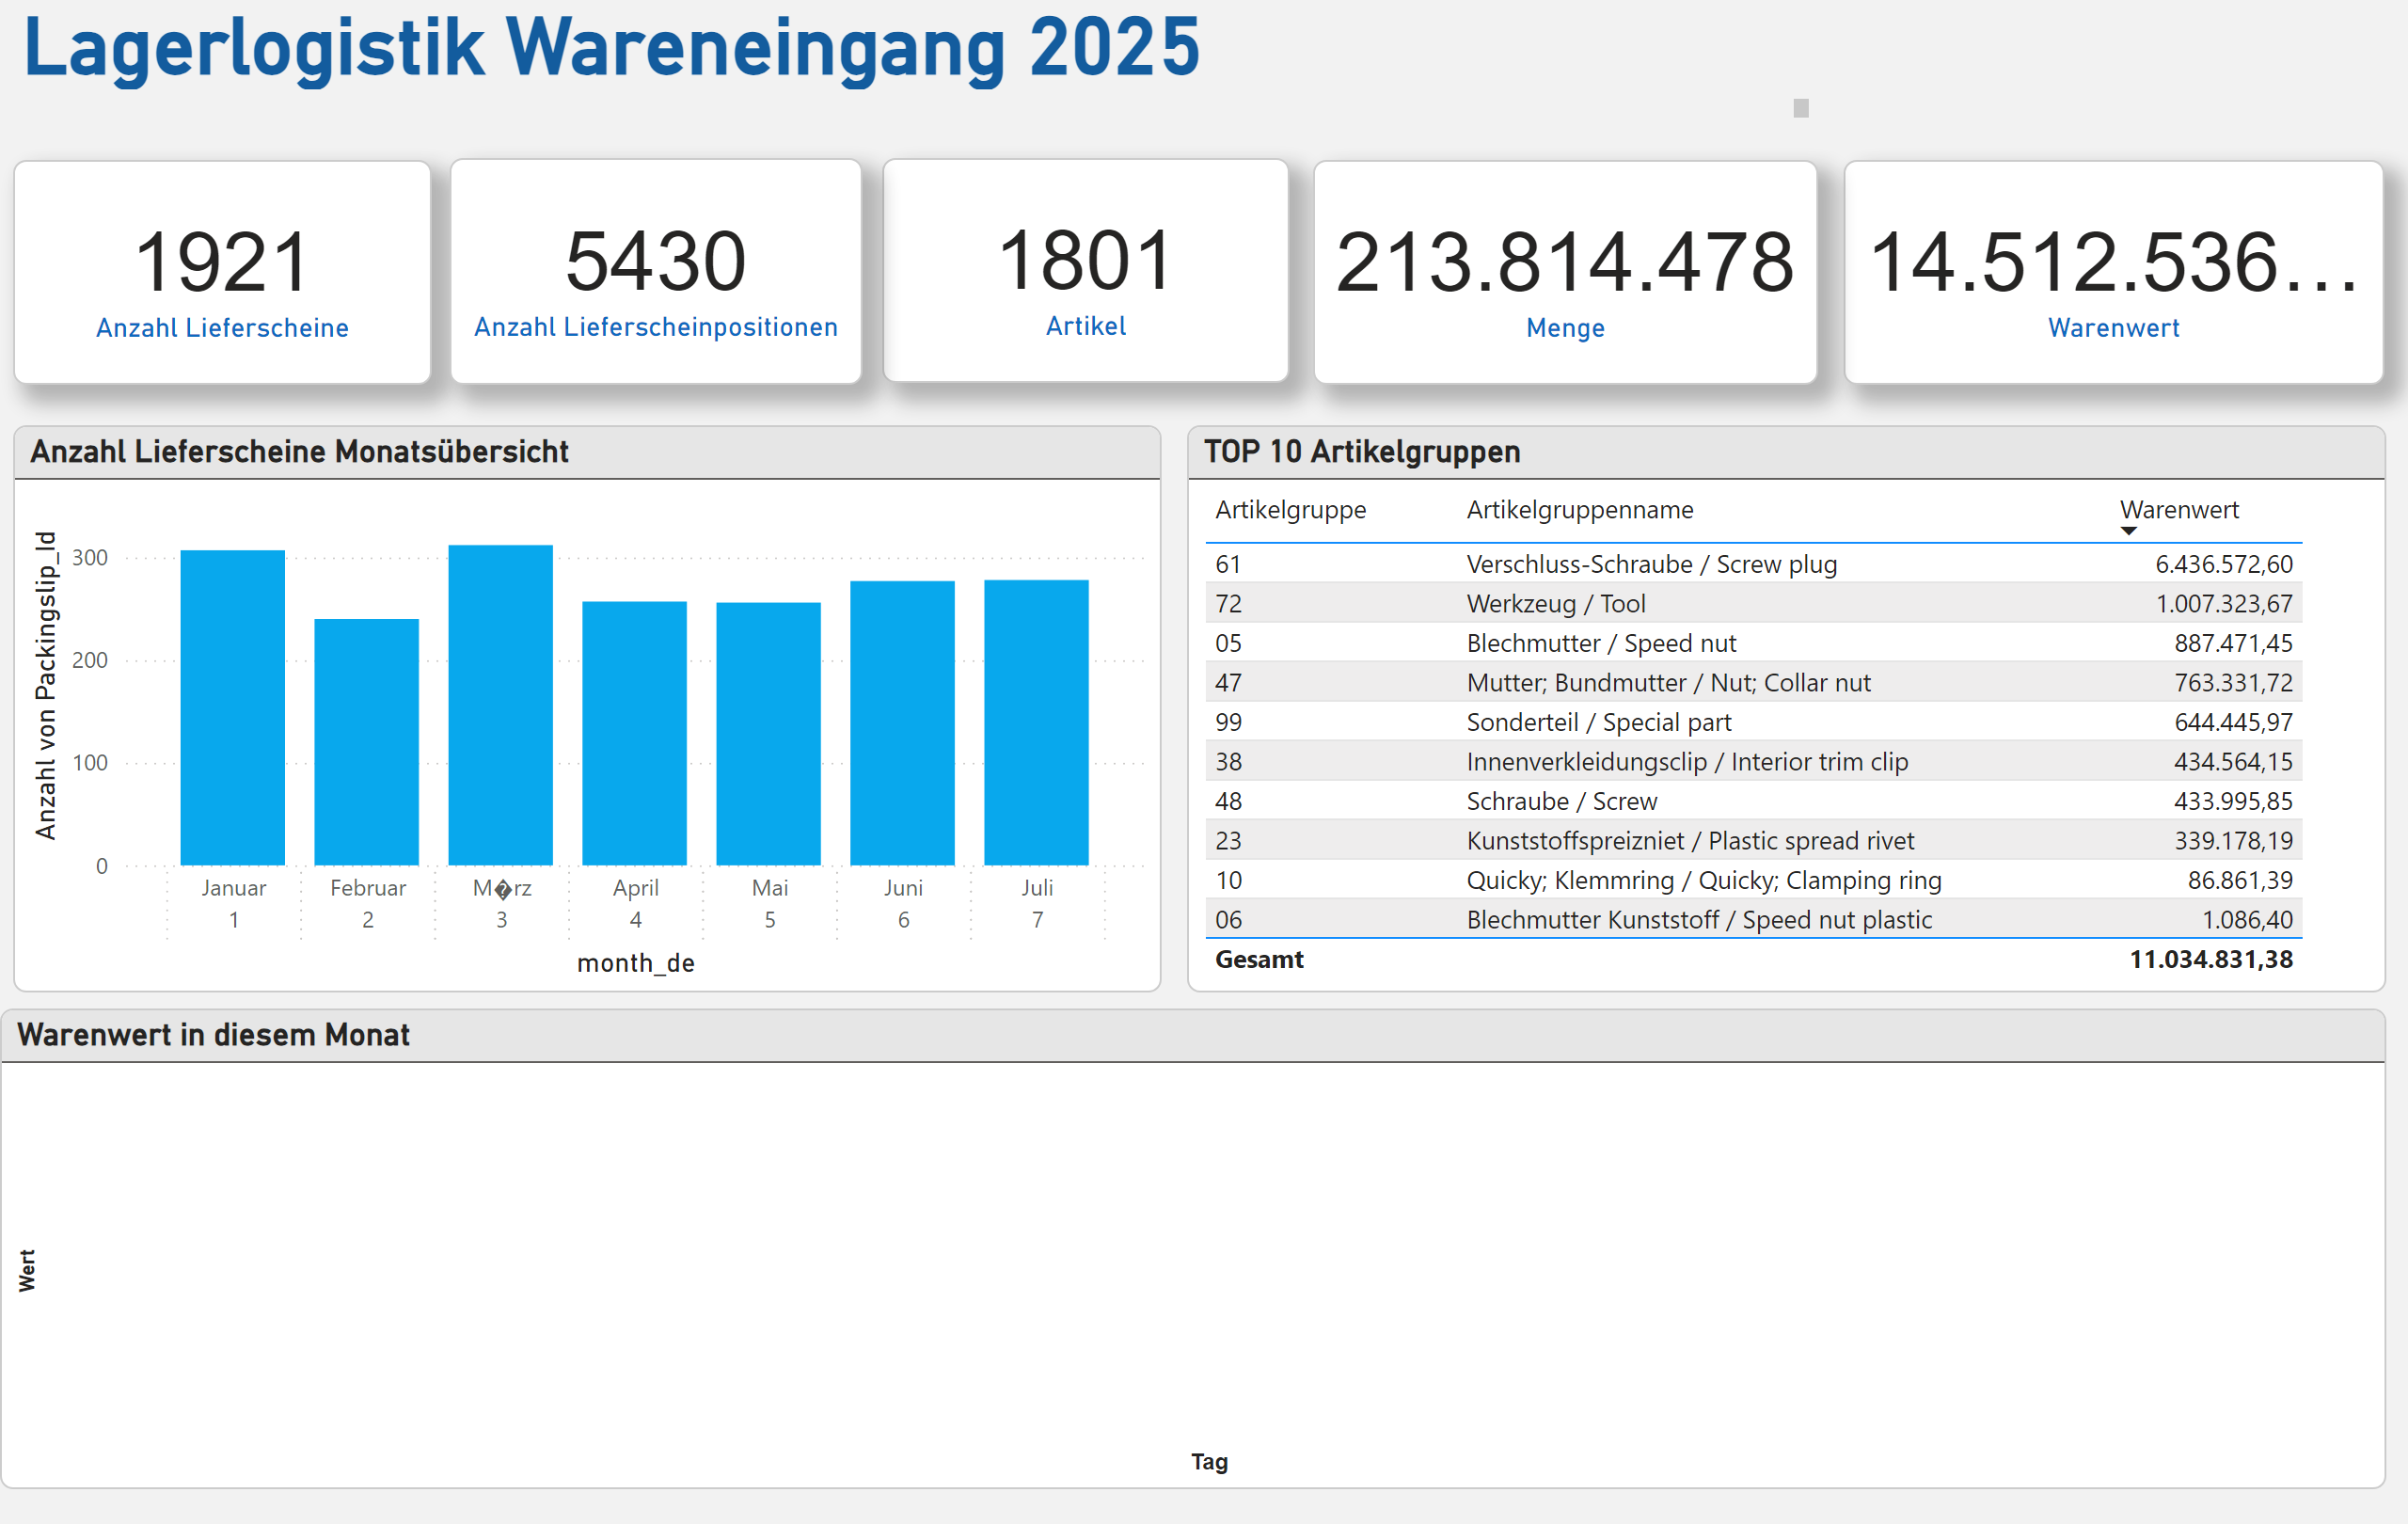 Lagerlogistik Wareneingang 2025
1921
Anzahl Lieferscheine
5430
Anzahl Lieferscheinpositionen
1801
Artikel
213.814.478
Menge
14.512.536...
Warenwert
Anzahl Lieferscheine Monatsübersicht
Anzahl von Packingslip_Id
300
200
100
0
Januar Februar M�rz April Mai Juni Juli
1 2 3 4 5 6 7
month_de
TOP 10 Artikelgruppen
Artikelgruppe Artikelgruppenname Warenwert
61 Verschluss-Schraube / Screw plug 6.436.572,60
72 Werkzeug / Tool 1.007.323,67
05 Blechmutter / Speed nut 887.471,45
47 Mutter; Bundmutter / Nut; Collar nut 763.331,72
99 Sonderteil / Special part 644.445,97
38 Innenverkleidungsclip / Interior trim clip 434.564,15
48 Schraube / Screw 433.995,85
23 Kunststoffspreizniet / Plastic spread rivet 339.178,19
10 Quicky; Klemmring / Quicky; Clamping ring 86.861,39
06 Blechmutter Kunststoff / Speed nut plastic 1.086,40
Gesamt 11.034.831,38
Warenwert in diesem Monat
Wert
Tag